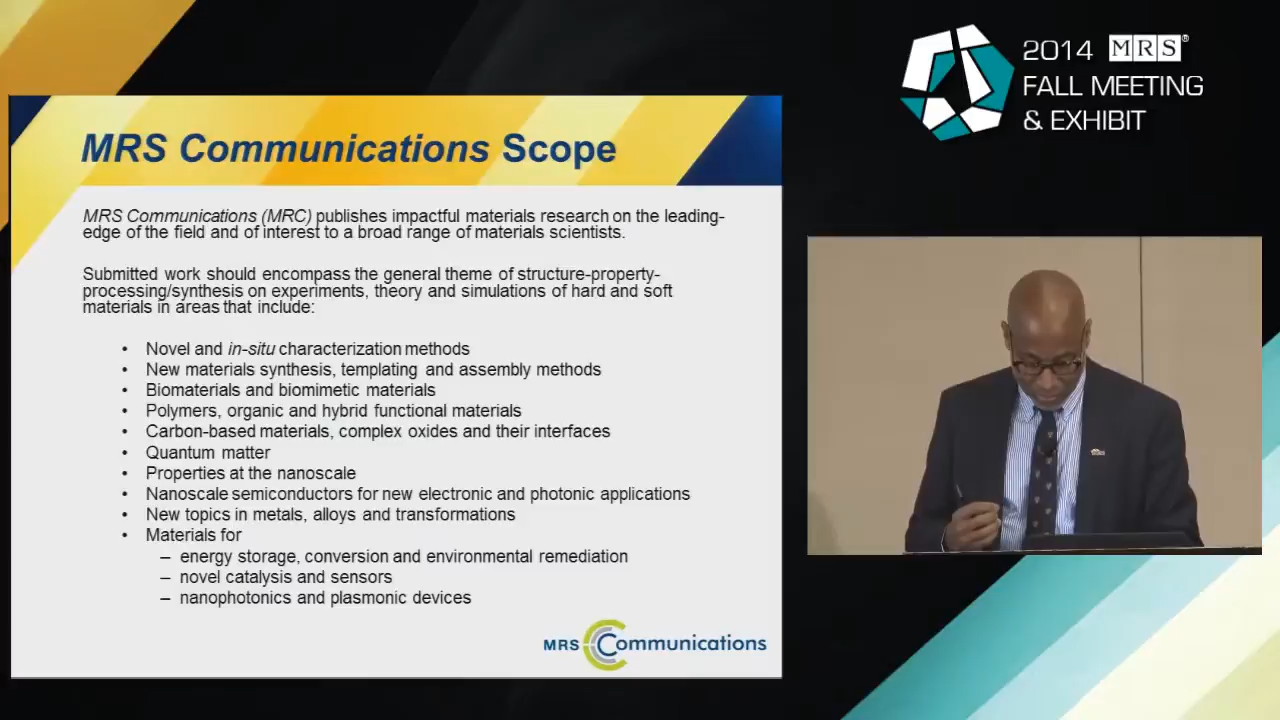 MRS Communications Scope
MRS Communications (MRC) publishes impactful materials research on the leading-
edge of the field and of interest to a broad range of materials scientists.
Submitted work should encompass the general theme of structure-property-
processing/synthesis on experiments, theory and simulations of hard and soft
materials in areas that include:
• Novel and in-situ characterization methods
• New materials synthesis, templating and assembly methods
• Biomaterials and biomimetic materials
• Polymers, organic and hybrid functional materials
• Carbon-based materials, complex oxides and their interfaces
• Quantum matter
• Properties at the nanoscale
• Nanoscale semiconductors for new electronic and photonic applications
• New topics in metals, alloys and transformations
• Materials for
– energy storage, conversion and environmental remediation
– novel catalysis and sensors
– nanophotonics and plasmonic devices
MRS Communications
2014 MRS®
FALL MEETING
& EXHIBIT